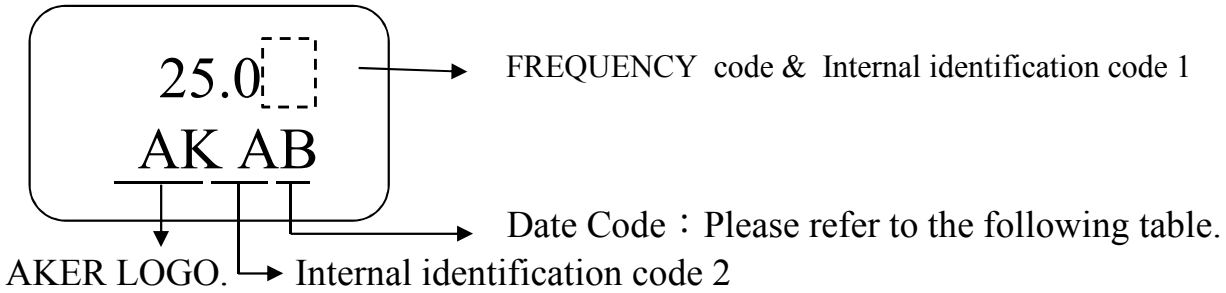 25.0
FREQUENCY code & Internal identification code 1
AK AB
Date Code：Please refer to the following table.
AKER LOGO.
Internal identification code 2